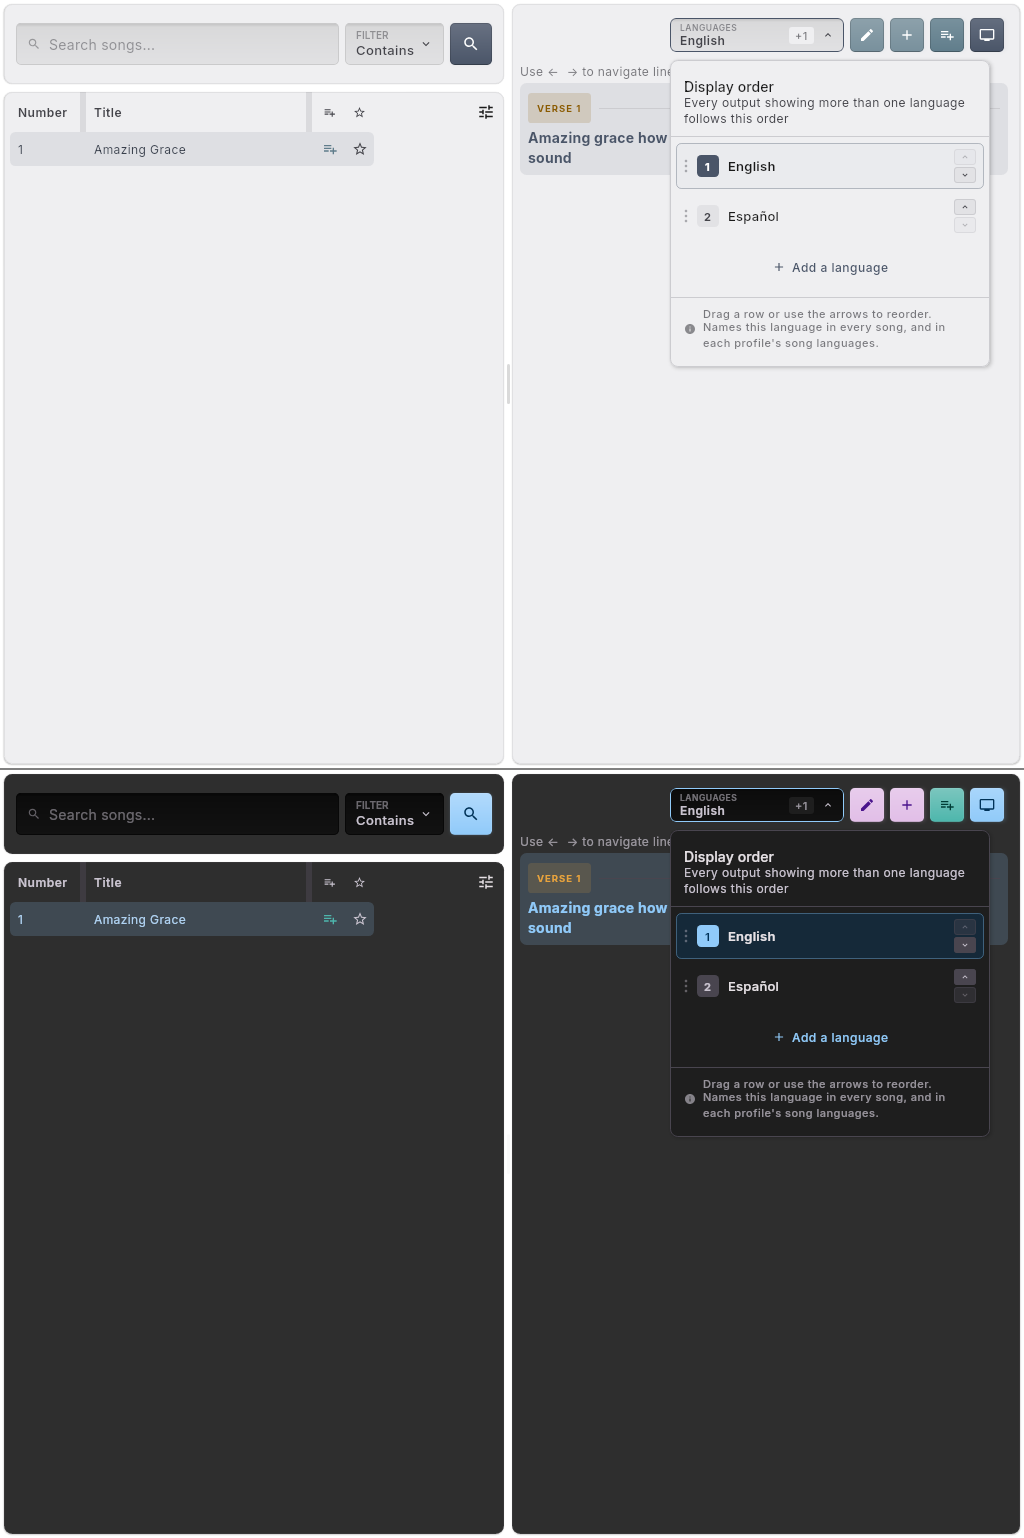 Search songs...
FILTER
Contains
Number
Title
1
Amazing Grace
LANGUAGES
English
+1
Use ← → to navigate line
VERSE 1
Amazing grace how
sound
Display order
Every output showing more than one language
follows this order
1
English
2
Español
+ Add a language
Drag a row or use the arrows to reorder.
Names this language in every song, and in
each profile's song languages.
Search songs...
FILTER
Contains
Number
Title
1
Amazing Grace
LANGUAGES
English
+1
Use ← → to navigate line
VERSE 1
Amazing grace how
sound
Display order
Every output showing more than one language
follows this order
1
English
2
Español
+ Add a language
Drag a row or use the arrows to reorder.
Names this language in every song, and in
each profile's song languages.